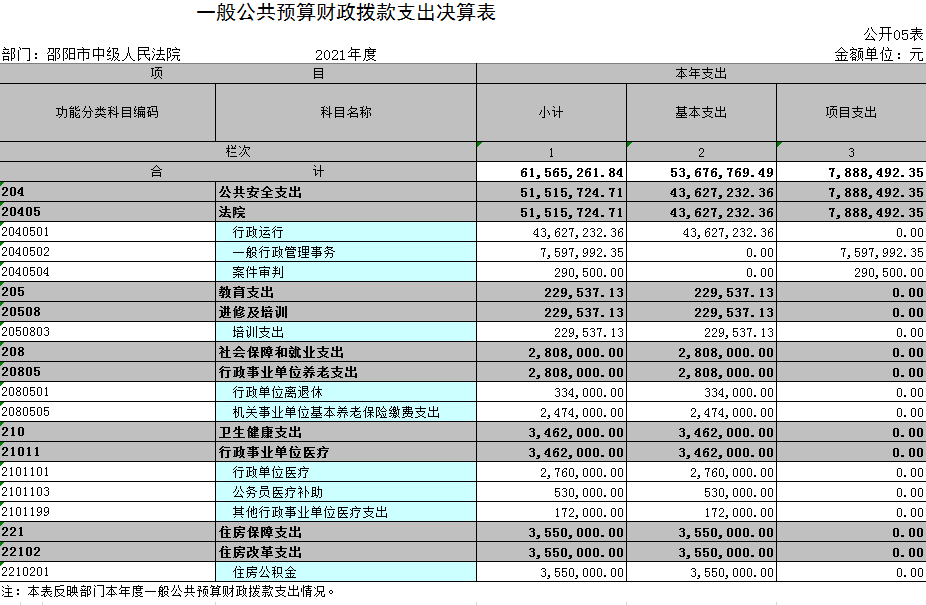 一般公共预算财政拨款支出决算表
公开05表
部门：邵阳市中级人民法院 2021年度 金额单位：元
项 目 本年支出
功能分类科目编码 科目名称 小计 基本支出 项目支出
栏次 1 2 3
合 计 61,565,261.84 53,676,769.49 7,888,492.35
204 公共安全支出 51,515,724.71 43,627,232.36 7,888,492.35
20405 法院 51,515,724.71 43,627,232.36 7,888,492.35
2040501 行政运行 43,627,232.36 43,627,232.36 0.00
2040502 一般行政管理事务 7,597,992.35 0.00 7,597,992.35
2040504 案件审判 290,500.00 0.00 290,500.00
205 教育支出 229,537.13 229,537.13 0.00
20508 进修及培训 229,537.13 229,537.13 0.00
2050803 培训支出 229,537.13 229,537.13 0.00
208 社会保障和就业支出 2,808,000.00 2,808,000.00 0.00
20805 行政事业单位养老支出 2,808,000.00 2,808,000.00 0.00
2080501 行政单位离退休 334,000.00 334,000.00 0.00
2080505 机关事业单位基本养老保险缴费支出 2,474,000.00 2,474,000.00 0.00
210 卫生健康支出 3,462,000.00 3,462,000.00 0.00
21011 行政事业单位医疗 3,462,000.00 3,462,000.00 0.00
2101101 行政单位医疗 2,760,000.00 2,760,000.00 0.00
2101103 公务员医疗补助 530,000.00 530,000.00 0.00
2101199 其他行政事业单位医疗支出 172,000.00 172,000.00 0.00
221 住房保障支出 3,550,000.00 3,550,000.00 0.00
22102 住房改革支出 3,550,000.00 3,550,000.00 0.00
2210201 住房公积金 3,550,000.00 3,550,000.00 0.00
注：本表反映部门本年度一般公共预算财政拨款支出情况。